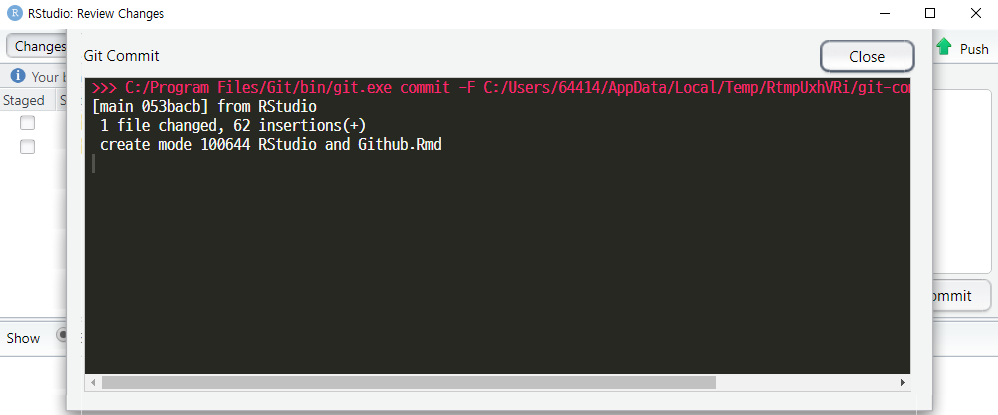 RStudio: Review Changes
Git Commit
Close
Changes
Push
Your b
Staged S
>>> C:/Program Files/Git/bin/git.exe commit -F C:/Users/64414/AppData/Local/Temp/RtmpUxhVRi/git-com
[main 053bacb] from RStudio
1 file changed, 62 insertions(+)
create mode 100644 RStudio and Github.Rmd
ommit
Show